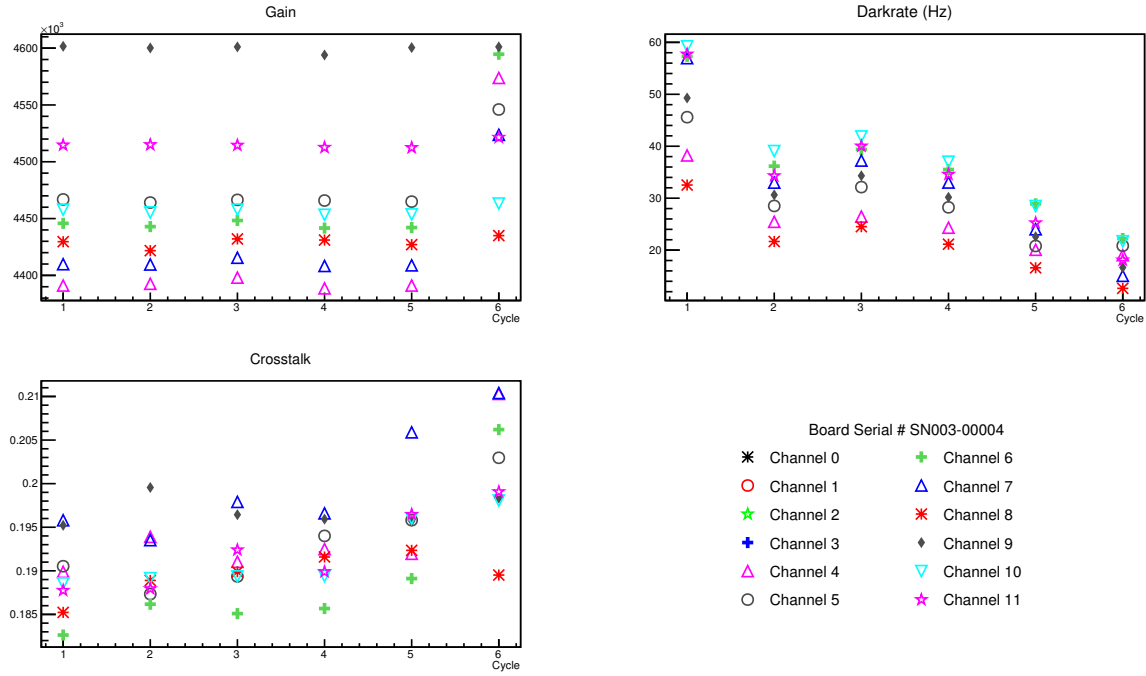 Gain
×10³
4600
4550
4500
4450
4400
1 2 3 4 5 6
Cycle
Darkrate (Hz)
60
50
40
30
20
1 2 3 4 5 6
Cycle
Crosstalk
0.21
0.205
0.2
0.195
0.19
0.185
1 2 3 4 5 6
Cycle
Board Serial # SN003-00004
Channel 0 Channel 6
Channel 1 Channel 7
Channel 2 Channel 8
Channel 3 Channel 9
Channel 4 Channel 10
Channel 5 Channel 11